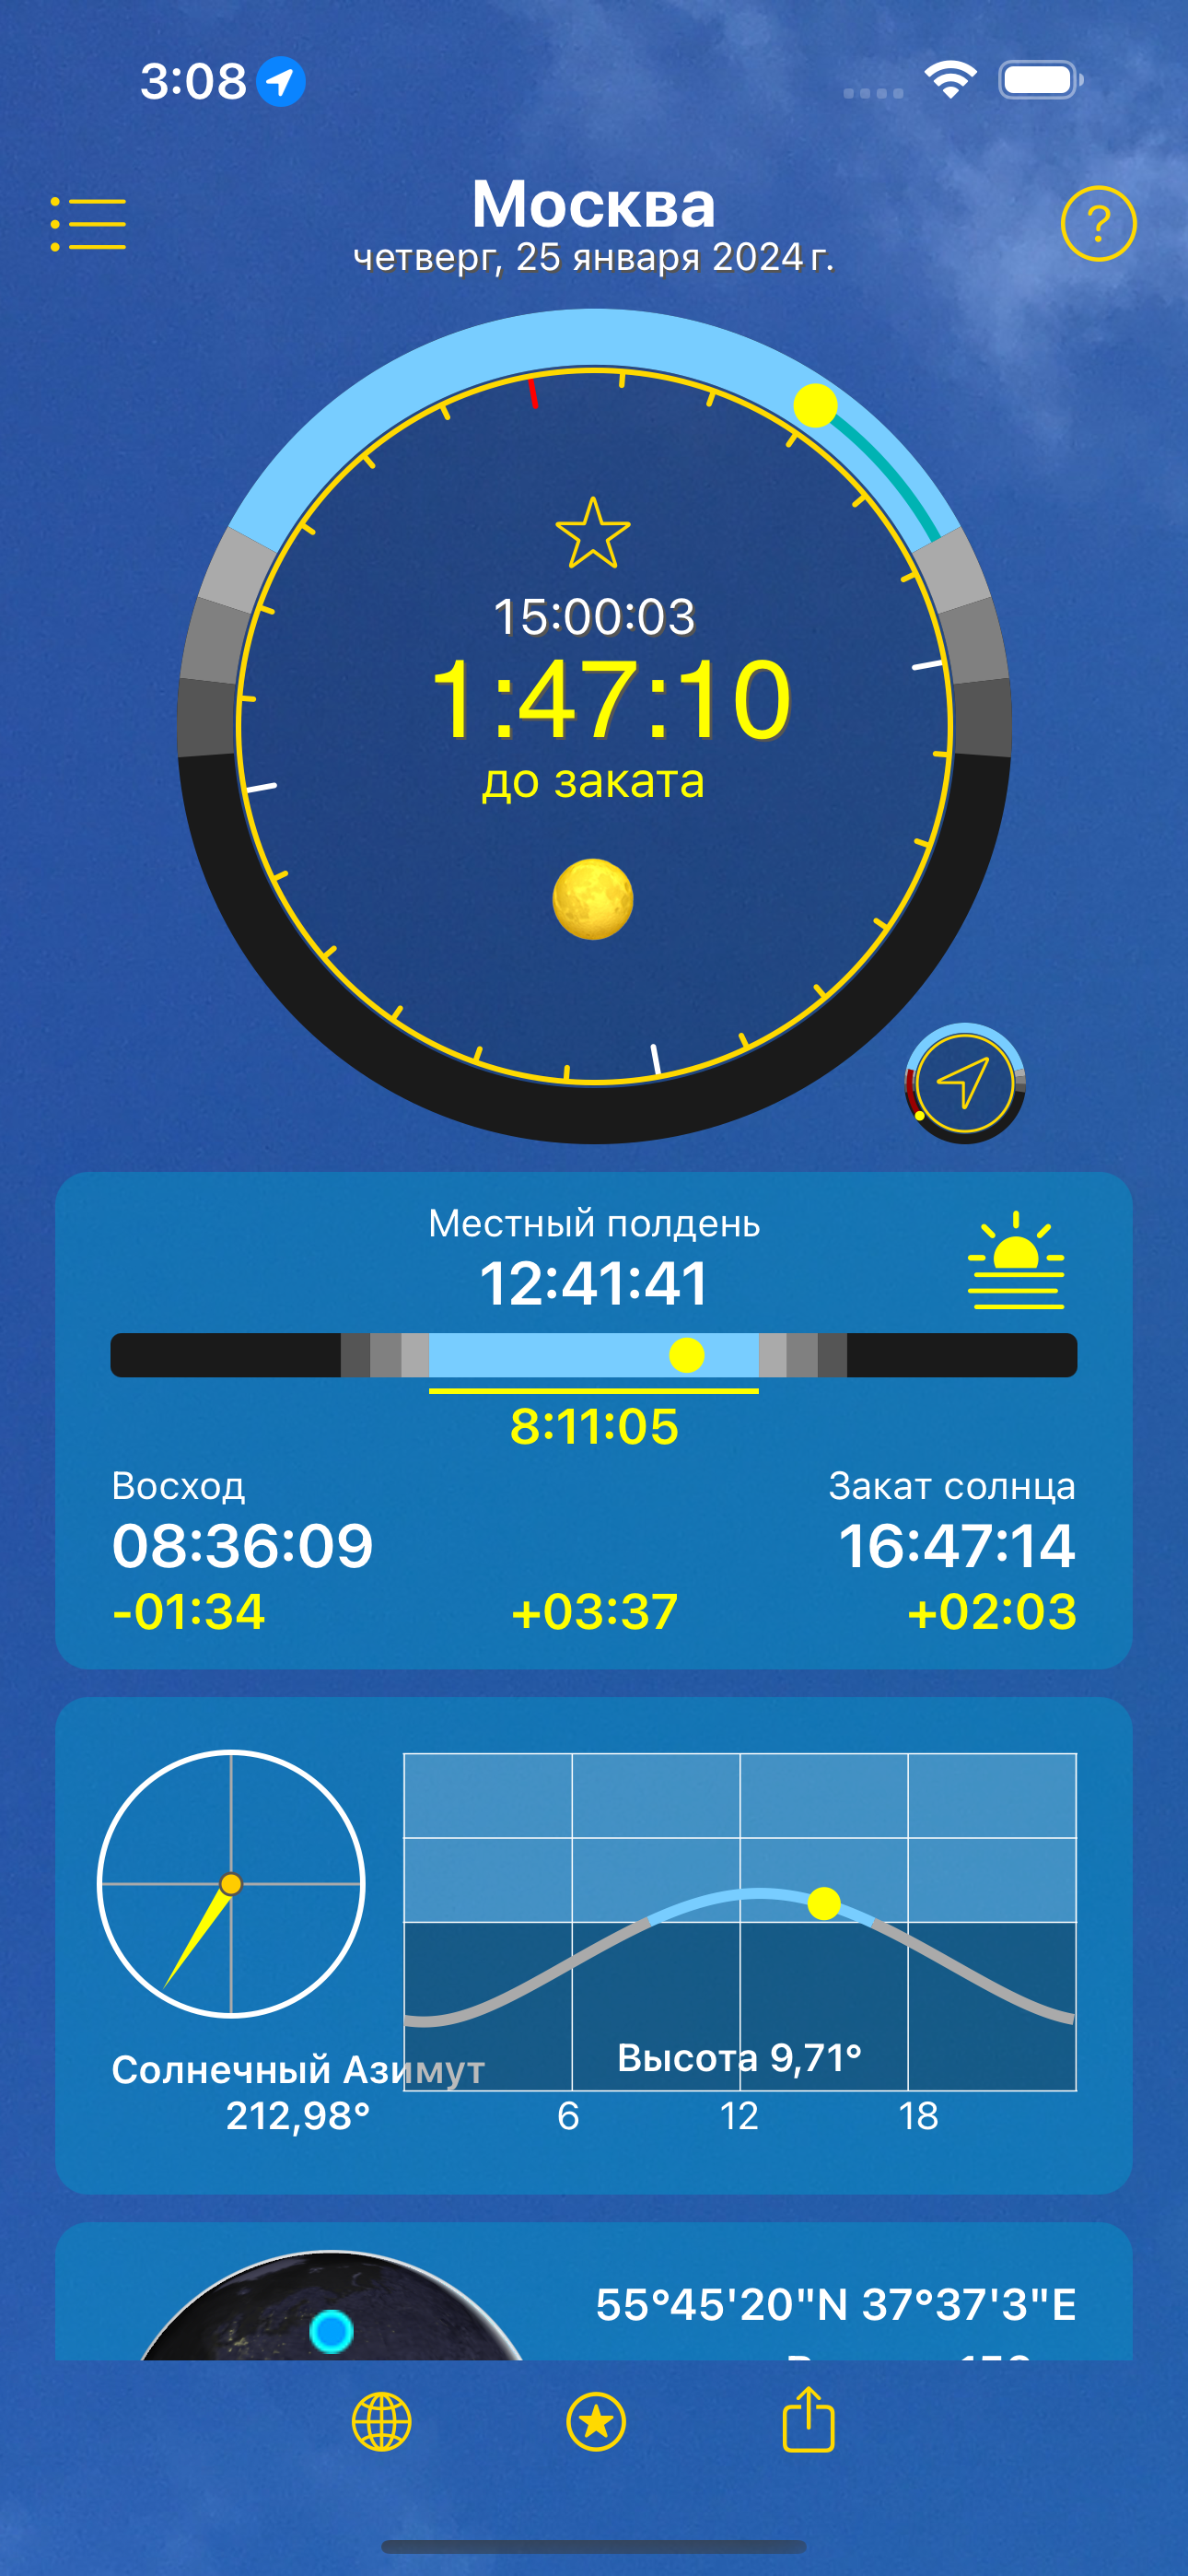 3:08
Москва
четверг, 25 января 2024 г.
?
15:00:03
1:47:10
до заката
Местный полдень
12:41:41
8:11:05
Восход
Закат солнца
08:36:09
16:47:14
-01:34
+03:37
+02:03
Высота 9,71°
Солнечный Азимут
212,98°
6
12
18
55°45'20"N 37°37'3"E